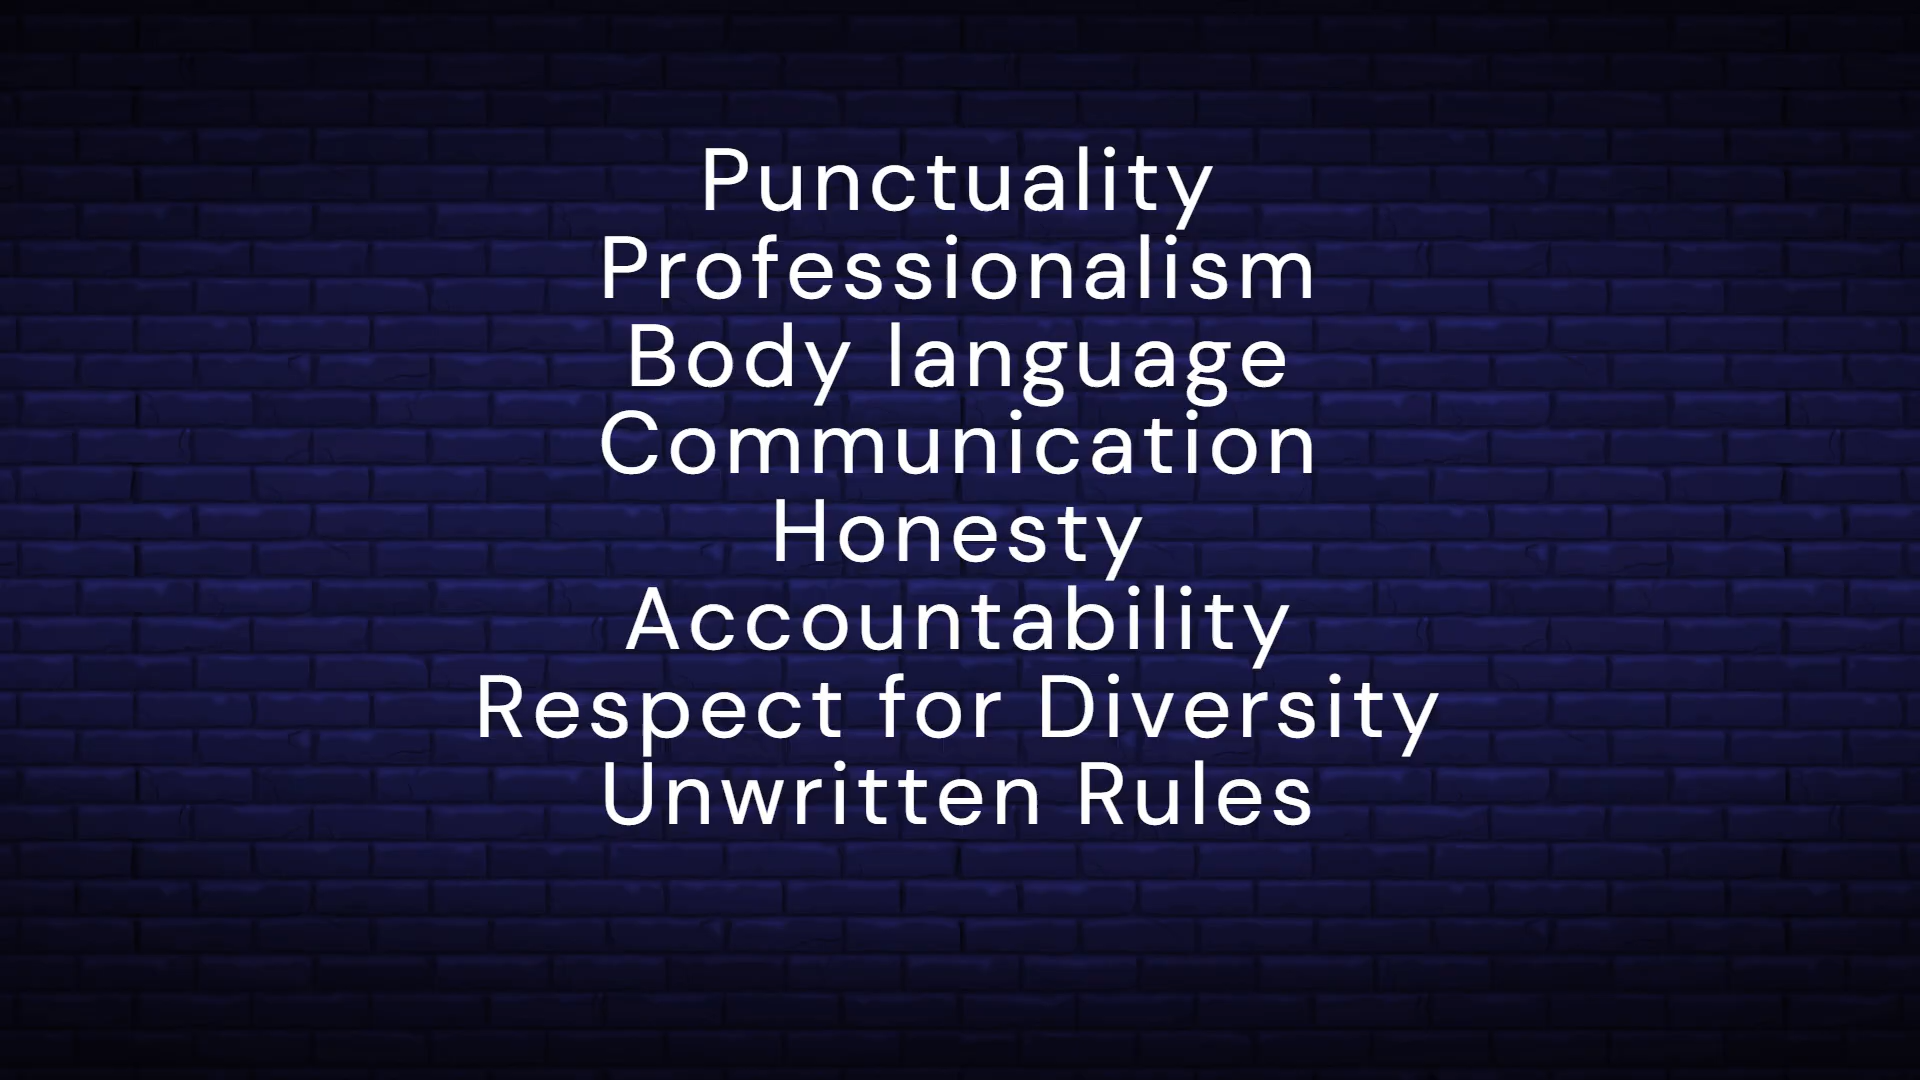 Punctuality
Professionalism
Body language
Communication
Honesty
Accountability
Respect for Diversity
Unwritten Rules